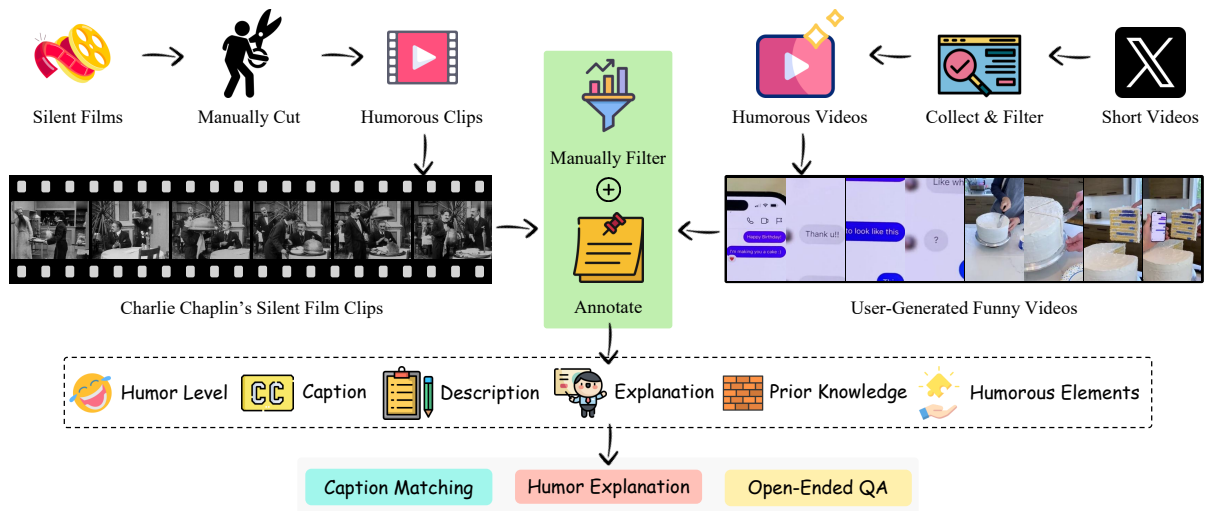 Silent Films
Manually Cut
Humorous Clips
Humorous Videos
Collect & Filter
Short Videos
Manually Filter
Charlie Chaplin's Silent Film Clips
Annotate
Happy Birthday!
I'm making you a cake :)
Thank u!!
to look like this
Like
?
User-Generated Funny Videos
Humor Level
CC
Caption
Description
Explanation
Prior Knowledge
Humorous Elements
Caption Matching
Humor Explanation
Open-Ended QA